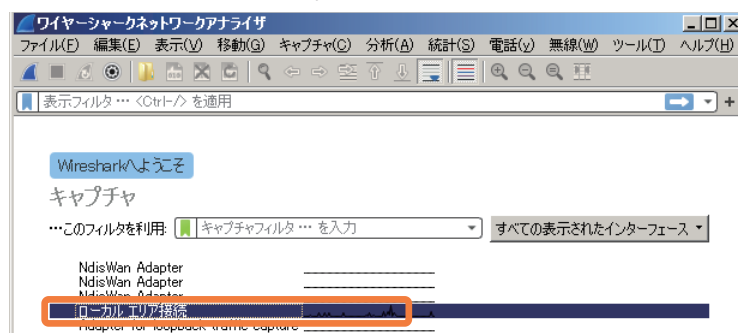 ワイヤーシャークネットワークアナライザ
ファイル(F) 編集(E) 表示(V) 移動(G) キャプチャ(C) 分析(A) 統計(S) 電話(y) 無線(W) ツール(T) ヘルプ(H)
表示フィルタ … <Ctrl-/> を適用
Wiresharkへようこそ
キャプチャ
…このフィルタを利用: キャプチャフィルタ … を入力 すべての表示されたインターフェース
NdisWan Adapter
NdisWan Adapter
NdisWan Adapter
ローカル エリア接続
Adapter for loopback traffic capture